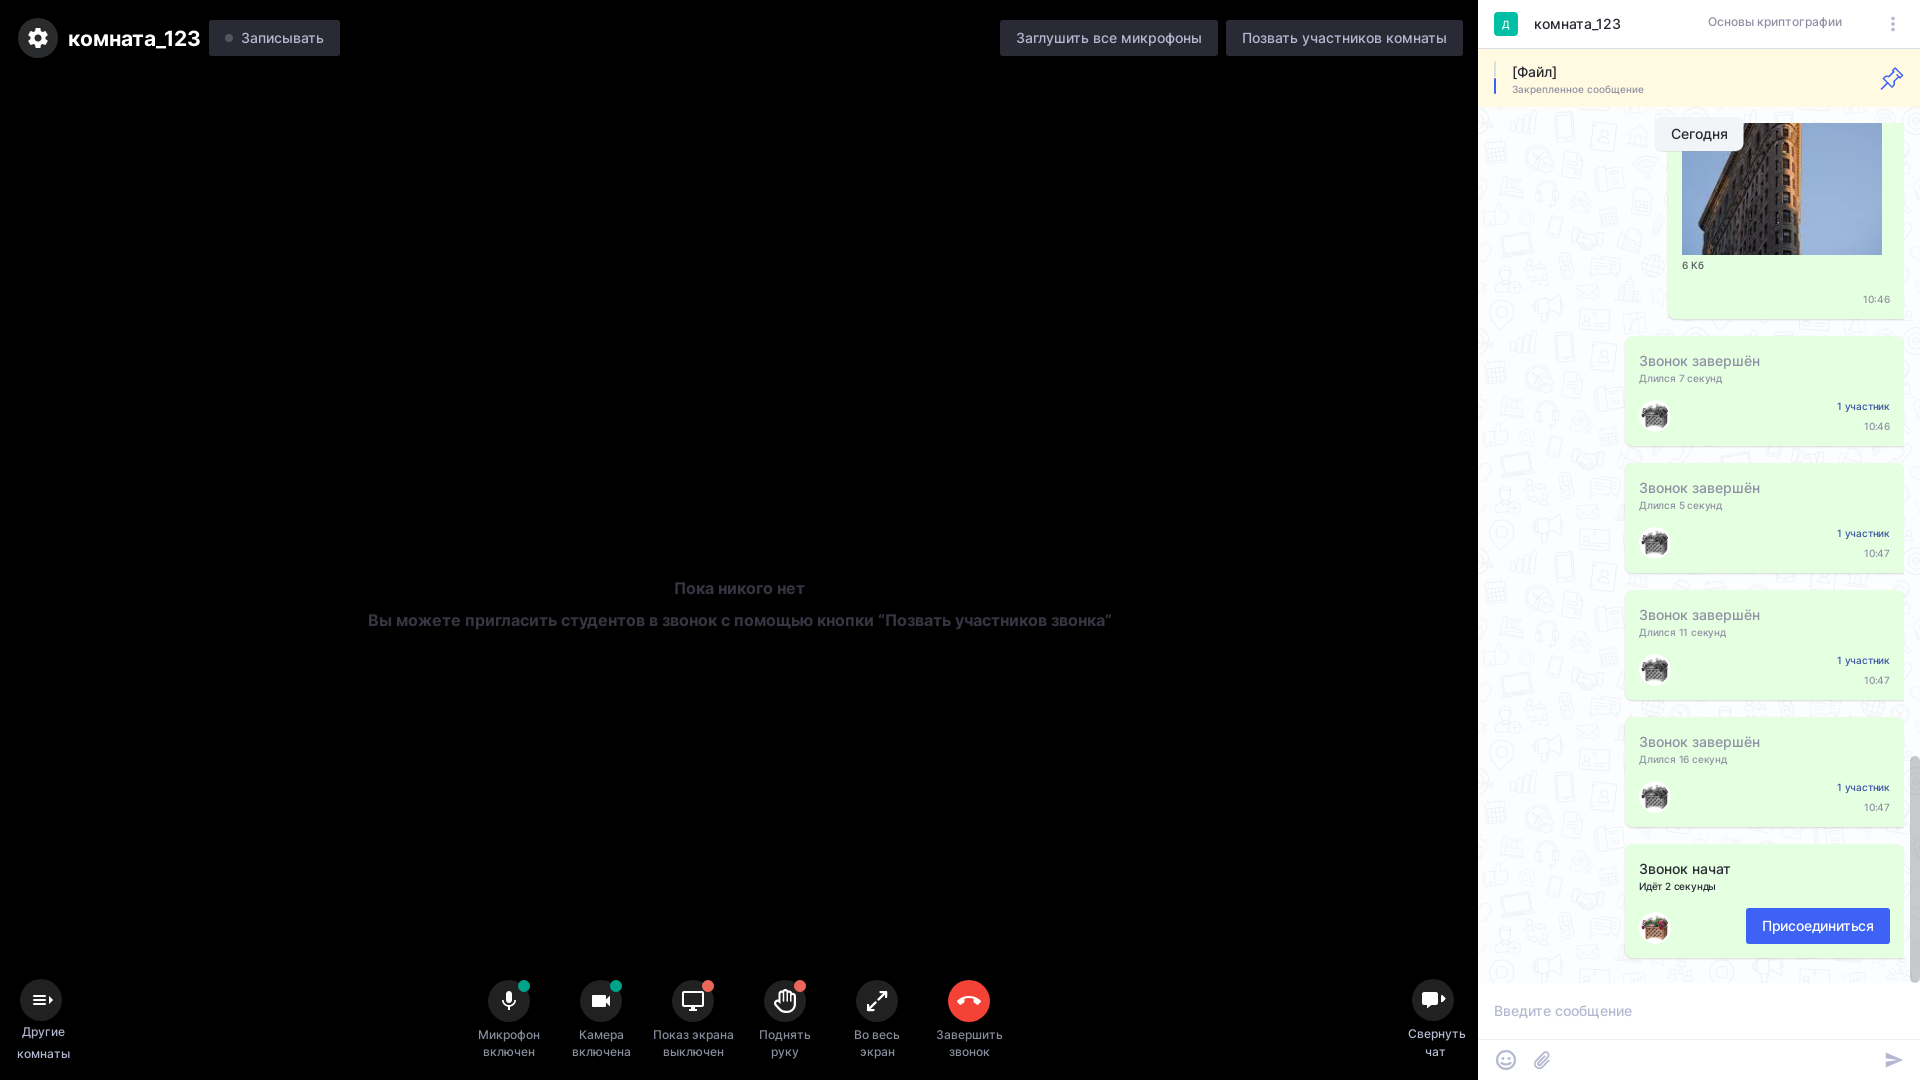 комната_123
Записывать
Заглушить все микрофоны
Позвать участников комнаты
Д
комната_123
Основы криптографии
[Файл]
Закрепленное сообщение
Сегодня
6 Кб
10:46
Звонок завершён
Длился 7 секунд
1 участник
10:46
Звонок завершён
Длился 5 секунд
1 участник
10:47
Звонок завершён
Длился 11 секунд
1 участник
10:47
Звонок завершён
Длился 16 секунд
1 участник
10:47
Звонок начат
Идёт 2 секунды
Присоединиться
Пока никого нет
Вы можете пригласить студентов в звонок с помощью кнопки “Позвать участников звонка”
Другие
комнаты
Микрофон
включен
Камера
включена
Показ экрана
выключен
Поднять
руку
Во весь
экран
Завершить
звонок
Свернуть
чат
Введите сообщение